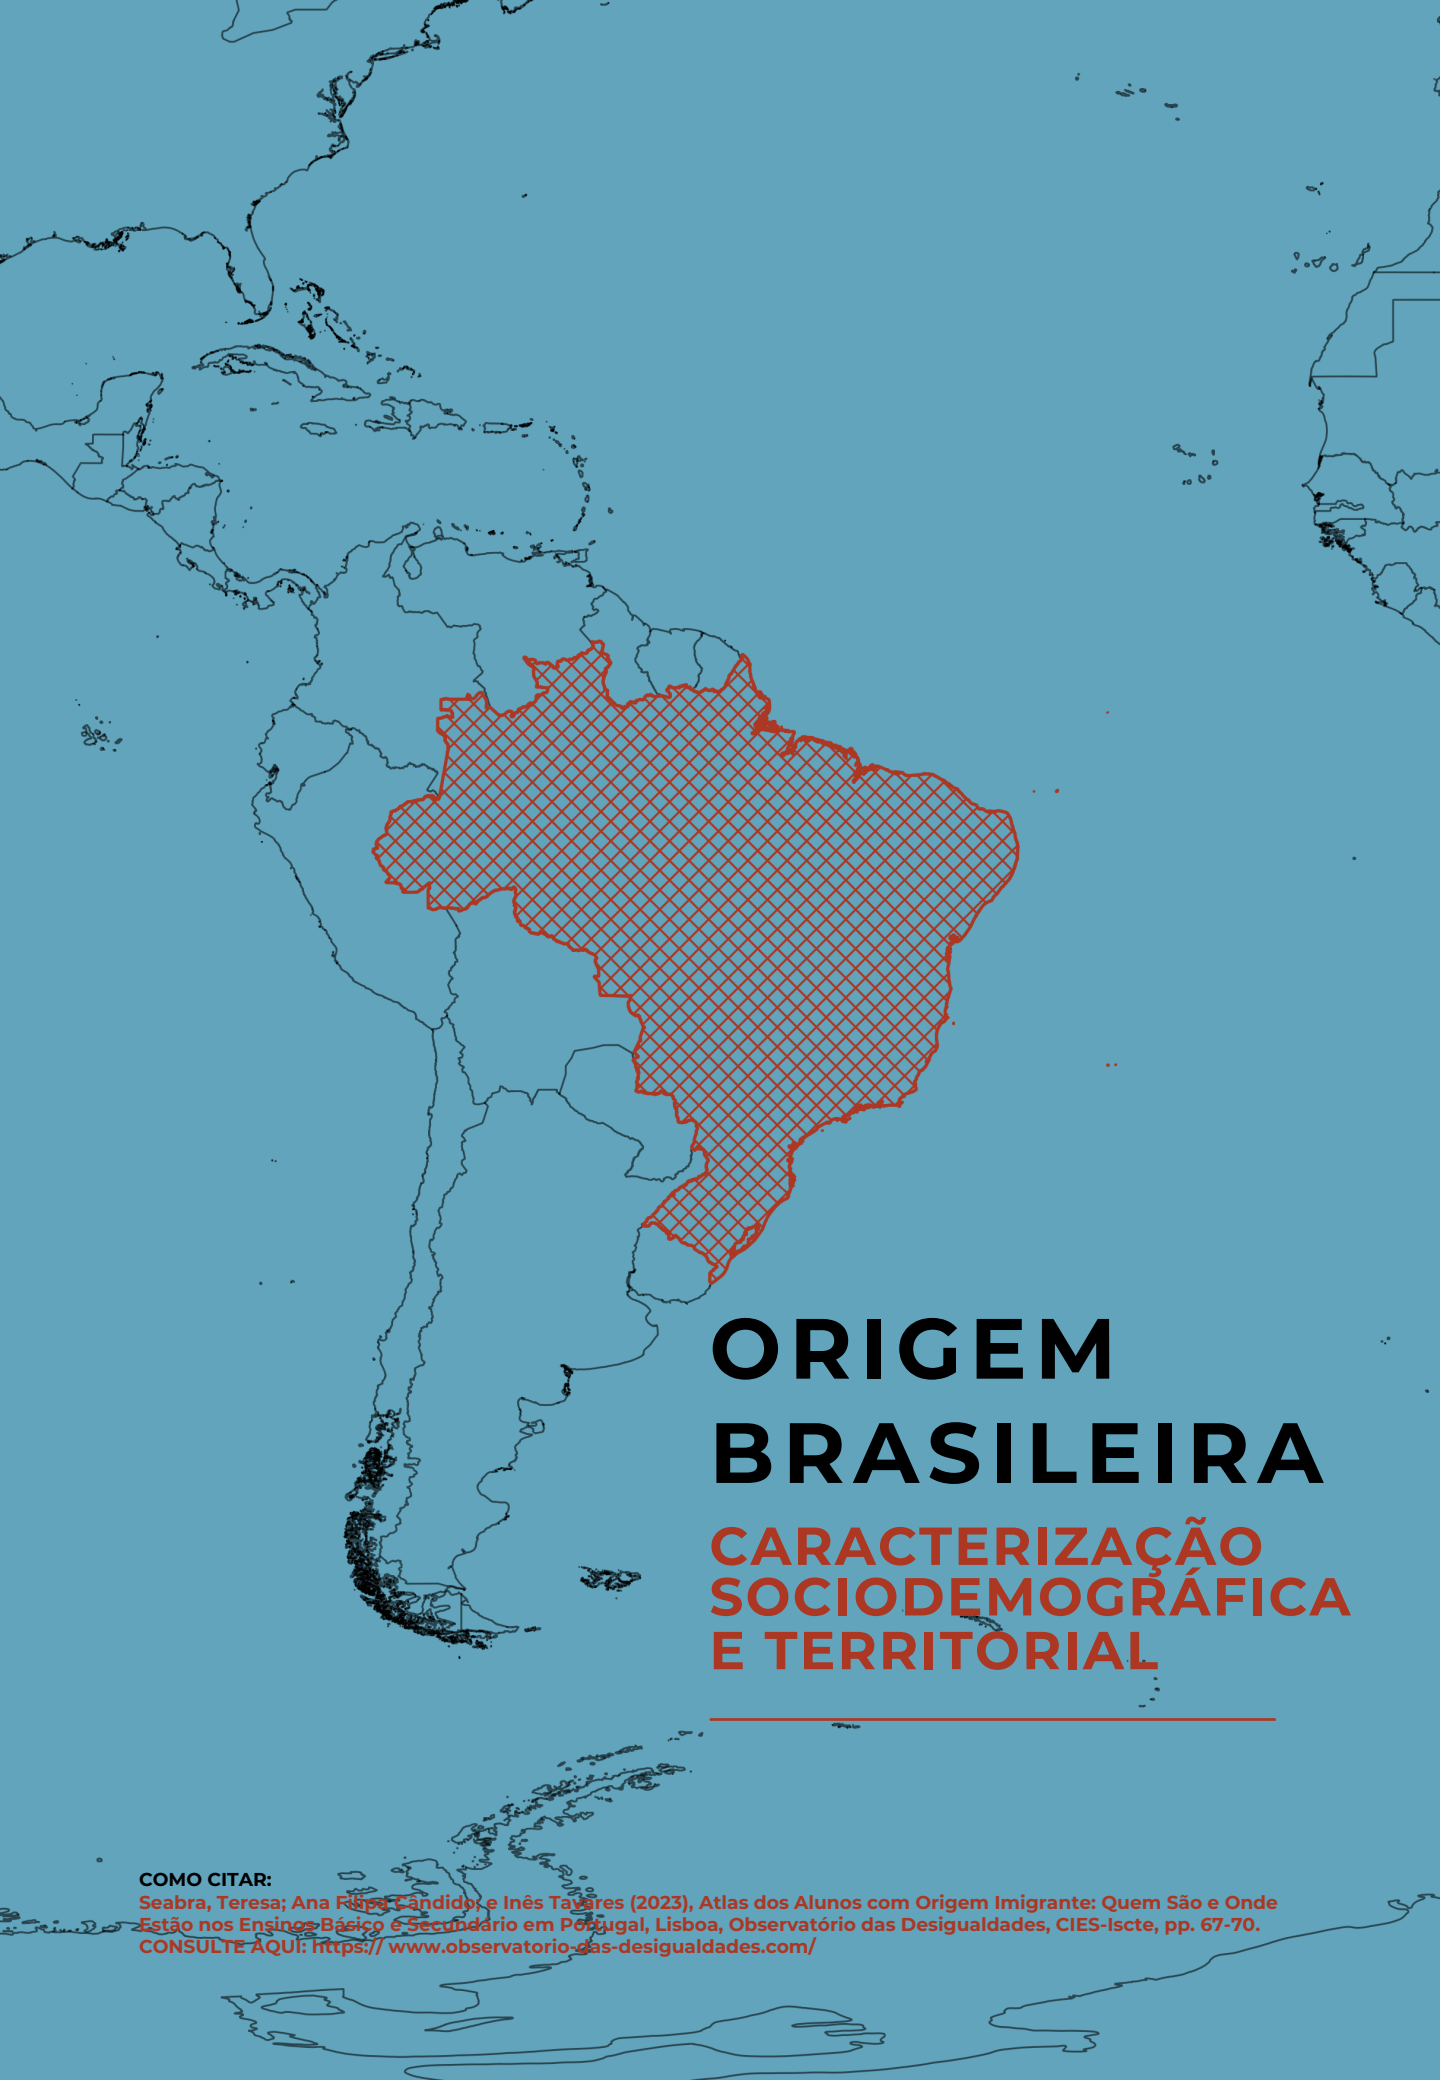 ORIGEM
BRASILEIRA
CARACTERIZAÇÃO
SOCIODEMOGRÁFICA
E TERRITORIAL
COMO CITAR:
Seabra, Teresa; Ana Filipa Cândido; e Inês Tavares (2023), Atlas dos Alunos com Origem Imigrante: Quem São e Onde
Estão nos Ensinos Básico e Secundário em Portugal, Lisboa, Observatório das Desigualdades, CIES-Iscte, pp. 67-70.
CONSULTE AQUI: https:// www.observatorio-das-desigualdades.com/